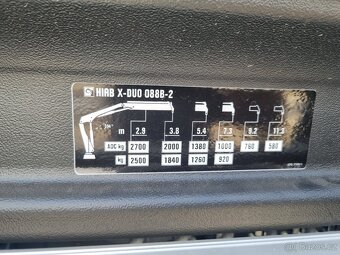 HIAB X-DUO 088B-2
m 2.9 3.8 5.4 7.3 9.2 11.3
ADC kg 2700 2000 1380 1000 760 580
kg 2500 1840 1260 920